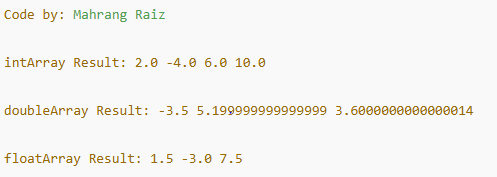 Code by: Mahrang Raiz
intArray Result: 2.0 -4.0 6.0 10.0
doubleArray Result: -3.5 5.199999999999999 3.6000000000000014
floatArray Result: 1.5 -3.0 7.5